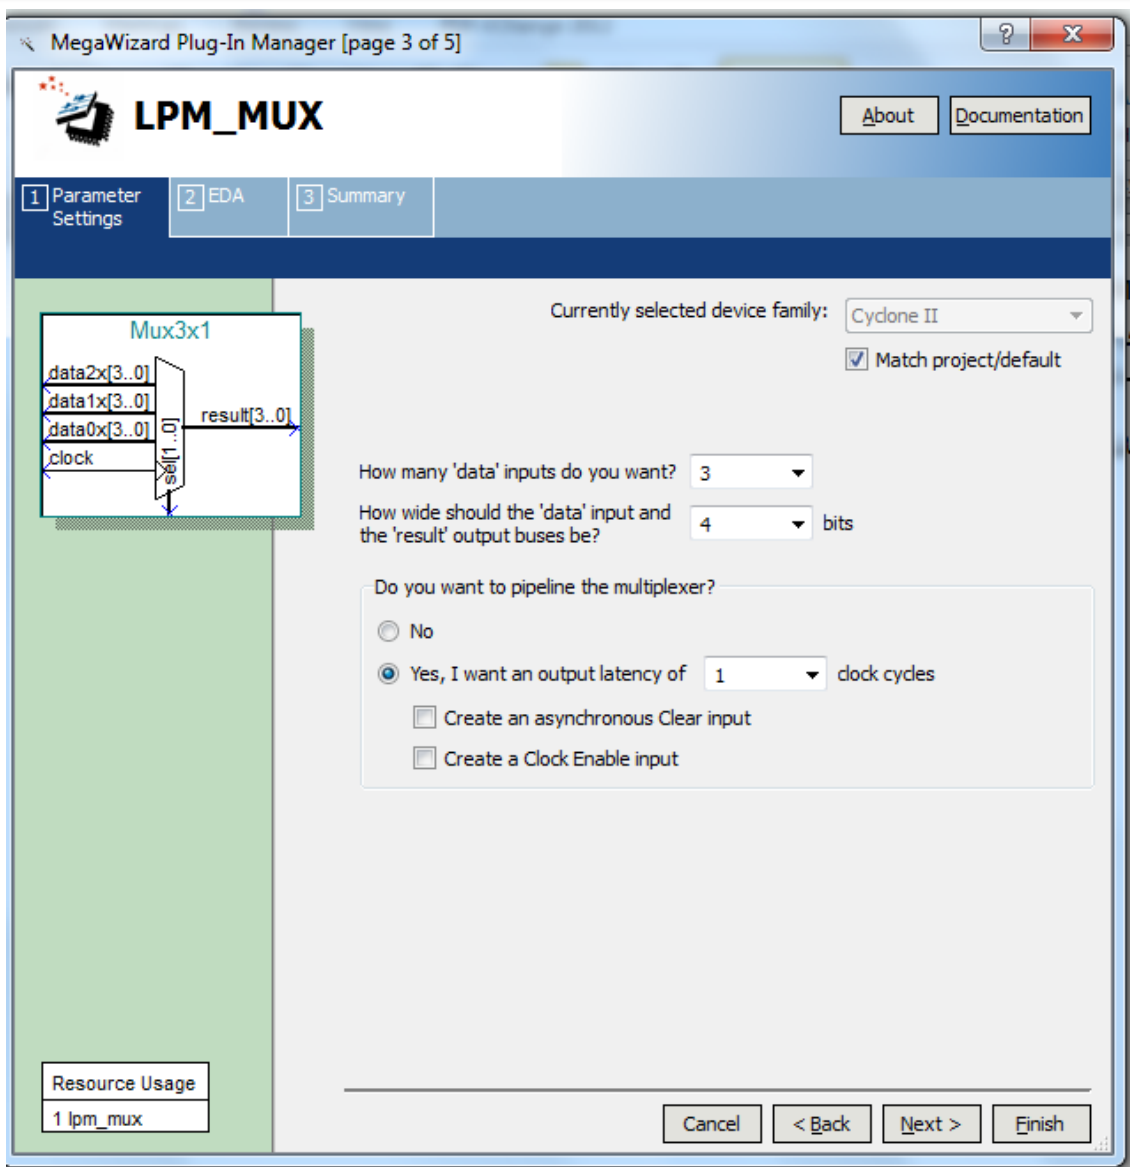 MegaWizard Plug-In Manager [page 3 of 5]
?
X
LPM_MUX
About
Documentation
1 Parameter Settings
2 EDA
3 Summary
Currently selected device family:
Cyclone II
Match project/default
Mux3x1
data2x[3..0]
data1x[3..0]
data0x[3..0]
clock
sel[1..0]
result[3..0]
How many 'data' inputs do you want?
3
How wide should the 'data' input and
the 'result' output buses be?
4
bits
Do you want to pipeline the multiplexer?
No
Yes, I want an output latency of
1
clock cycles
Create an asynchronous Clear input
Create a Clock Enable input
Resource Usage
1 lpm_mux
Cancel
< Back
Next >
Finish